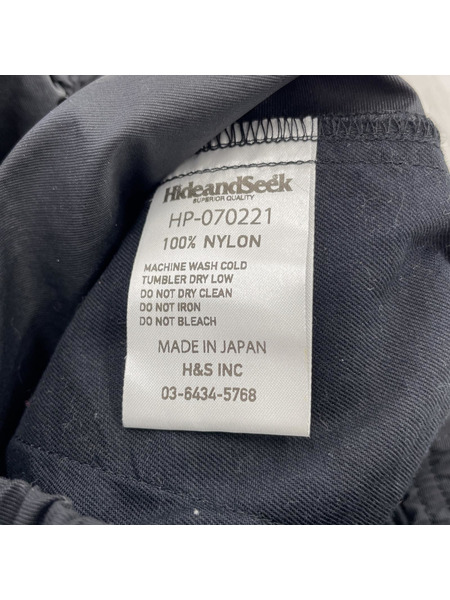 HideandSeek
SUPERIOR QUALITY
HP-070221
100% NYLON
MACHINE WASH COLD
TUMBLER DRY LOW
DO NOT DRY CLEAN
DO NOT IRON
DO NOT BLEACH
MADE IN JAPAN
H&S INC
03-6434-5768